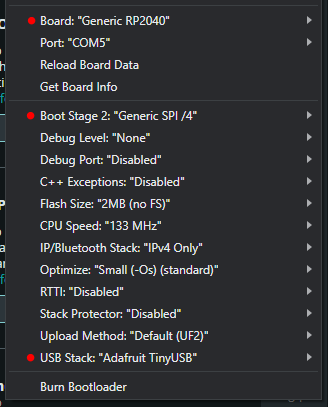 Board: "Generic RP2040"
Port: "COM5"
Reload Board Data
Get Board Info
Boot Stage 2: "Generic SPI /4"
Debug Level: "None"
Debug Port: "Disabled"
C++ Exceptions: "Disabled"
Flash Size: "2MB (no FS)"
CPU Speed: "133 MHz"
IP/Bluetooth Stack: "IPv4 Only"
Optimize: "Small (-Os) (standard)"
RTTI: "Disabled"
Stack Protector: "Disabled"
Upload Method: "Default (UF2)"
USB Stack: "Adafruit TinyUSB"
Burn Bootloader